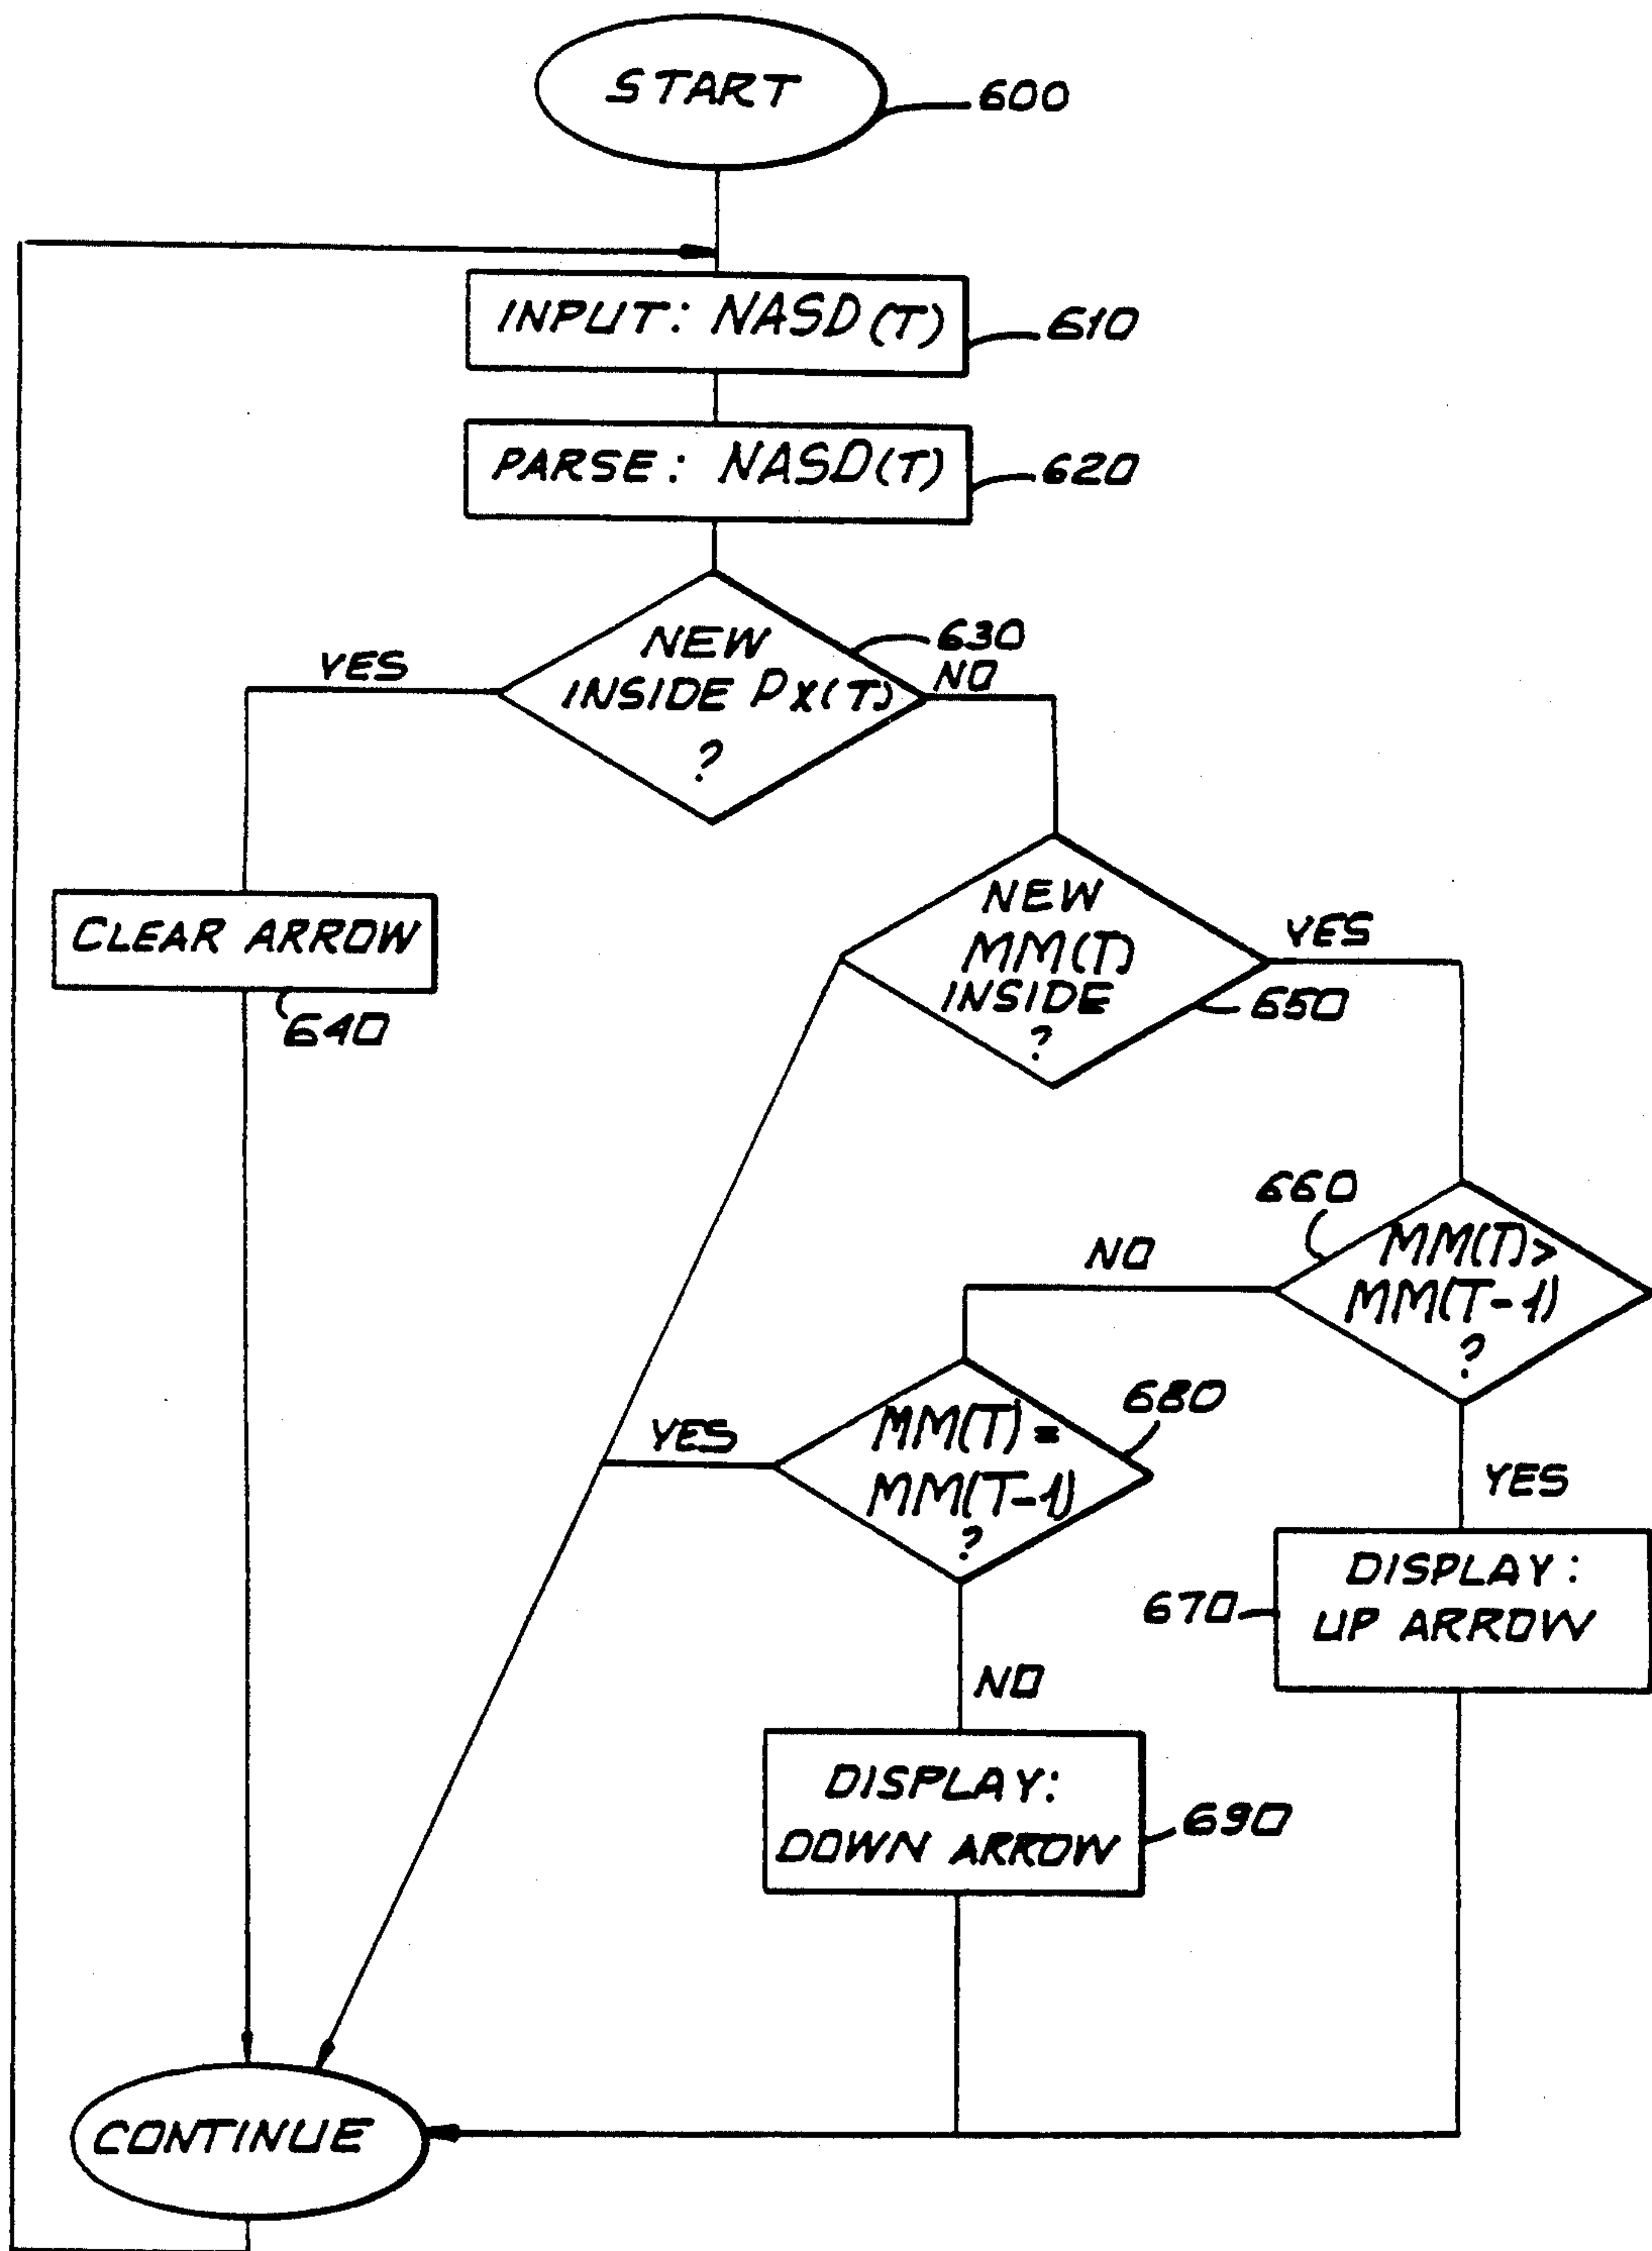 START
600
INPUT: NASD(T)
610
PARSE: NASD(T)
620
NEW
INSIDE PX(T)
?
630
YES
NO
CLEAR ARROW
640
NEW
MM(T)
INSIDE
?
650
YES
660
MM(T)>
MM(T-1)
?
NO
680
MM(T)=
MM(T-1)
?
YES
YES
DISPLAY:
UP ARROW
670
NO
DISPLAY:
DOWN ARROW
690
CONTINUE